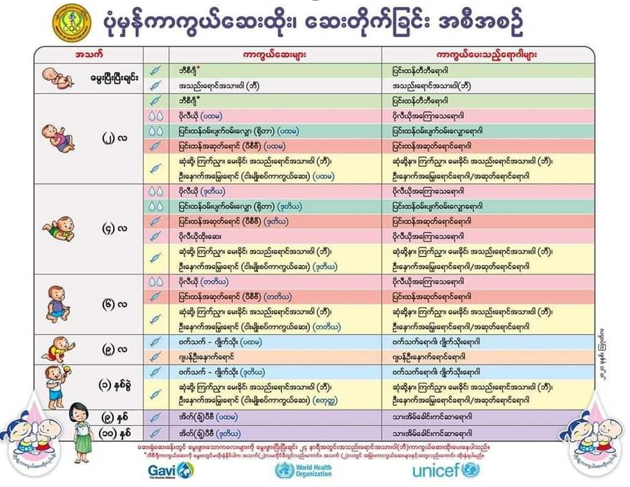 ပုံမှန်ကာကွယ်ဆေးထိုး၊ ဆေးတိုက်ခြင်း အစီအစဉ်
အသက် ကာကွယ်ဆေးများ ကာကွယ်ပေးသည့်ရောဂါများ
မွေးပြီးပြီးချင်း ဘီစီဂျီ* ပြင်းထန်တီဘီရောဂါ
အသည်းရောင်အသားဝါ (ဘီ) အသည်းရောင်အသားဝါရောဂါ(ဘီ)
(၂) လ ဘီစီဂျီ* ပြင်းထန်တီဘီရောဂါ
ပိုလီယို (ပထမ) ပိုလီယိုအကြောသေရောဂါ
ပြင်းထန်ဝမ်းပျက်ဝမ်းလျှော (ရိုတာ) (ပထမ) ပြင်းထန်ဝမ်းပျက်ဝမ်းလျှောရောဂါ
ပြင်းထန်အဆုတ်ရောင် (ပီစီဗွီ) (ပထမ) ပြင်းထန်အဆုတ်ရောင်ရောဂါ
ဆုံဆို့၊ ကြက်ညှာ၊ မေးခိုင်၊ အသည်းရောင်အသားဝါ (ဘီ)၊ ဆုံဆို့နာ၊ ကြက်ညှာ၊ မေးခိုင်၊ အသည်းရောင်အသားဝါ (ဘီ)၊
ဦးနှောက်အမြှေးရောင် (ငါးမျိုးစပ်ကာကွယ်ဆေး) (ပထမ) ဦးနှောက်အမြှေးရောင်ရောဂါ/အဆုတ်ရောင်ရောဂါ
(၄) လ ပိုလီယို (ဒုတိယ) ပိုလီယိုအကြောသေရောဂါ
ပြင်းထန်ဝမ်းပျက်ဝမ်းလျှော (ရိုတာ) (ဒုတိယ) ပြင်းထန်ဝမ်းပျက်ဝမ်းလျှောရောဂါ
ပြင်းထန်အဆုတ်ရောင် (ပီစီဗွီ) (ဒုတိယ) ပြင်းထန်အဆုတ်ရောင်ရောဂါ
ပိုလီယိုထိုးဆေး ပိုလီယိုအကြောသေရောဂါ
ဆုံဆို့၊ ကြက်ညှာ၊ မေးခိုင်၊ အသည်းရောင်အသားဝါ (ဘီ)၊ ဆုံဆို့နာ၊ ကြက်ညှာ၊ မေးခိုင်၊ အသည်းရောင်အသားဝါ (ဘီ)၊
ဦးနှောက်အမြှေးရောင် (ငါးမျိုးစပ်ကာကွယ်ဆေး) (ဒုတိယ) ဦးနှောက်အမြှေးရောင်ရောဂါ/အဆုတ်ရောင်ရောဂါ
(၆) လ ပိုလီယို (တတိယ) ပိုလီယိုအကြောသေရောဂါ
ပြင်းထန်အဆုတ်ရောင် (ပီစီဗွီ) (တတိယ) ပြင်းထန်အဆုတ်ရောင်ရောဂါ
ဆုံဆို့၊ ကြက်ညှာ၊ မေးခိုင်၊ အသည်းရောင်အသားဝါ (ဘီ)၊ ဆုံဆို့နာ၊ ကြက်ညှာ၊ မေးခိုင်၊ အသည်းရောင်အသားဝါ (ဘီ)၊
ဦးနှောက်အမြှေးရောင် (ငါးမျိုးစပ်ကာကွယ်ဆေး) (တတိယ) ဦးနှောက်အမြှေးရောင်ရောဂါ/အဆုတ်ရောင်ရောဂါ
(၉) လ ဝက်သက် - ဂျိုက်သိုး (ပထမ) ဝက်သက်ရောဂါ၊ ဂျိုက်သိုးရောဂါ
ဂျပန်ဦးနှောက်ရောင် ဂျပန်ဦးနှောက်ရောင်ရောဂါ
(၁) နှစ်ခွဲ ဝက်သက် - ဂျိုက်သိုး (ဒုတိယ) ဝက်သက်ရောဂါ၊ ဂျိုက်သိုးရောဂါ
ဆုံဆို့၊ ကြက်ညှာ၊ မေးခိုင်၊ အသည်းရောင်အသားဝါ (ဘီ)၊ ဆုံဆို့နာ၊ ကြက်ညှာ၊ မေးခိုင်၊ အသည်းရောင်အသားဝါ (ဘီ)၊
ဦးနှောက်အမြှေးရောင် (ငါးမျိုးစပ်ကာကွယ်ဆေး) (စတုတ္ထ) ဦးနှောက်အမြှေးရောင်ရောဂါ/အဆုတ်ရောင်ရောဂါ
(၉) နှစ် အိတ်(ချ်)ပီဗီ (ပထမ) သားအိမ်ခေါင်းကင်ဆာရောဂါ
(၁၀) နှစ် အိတ်(ချ်)ပီဗီ (ဒုတိယ)
Gavi
The Vaccine Alliance
World Health
Organization
unicef